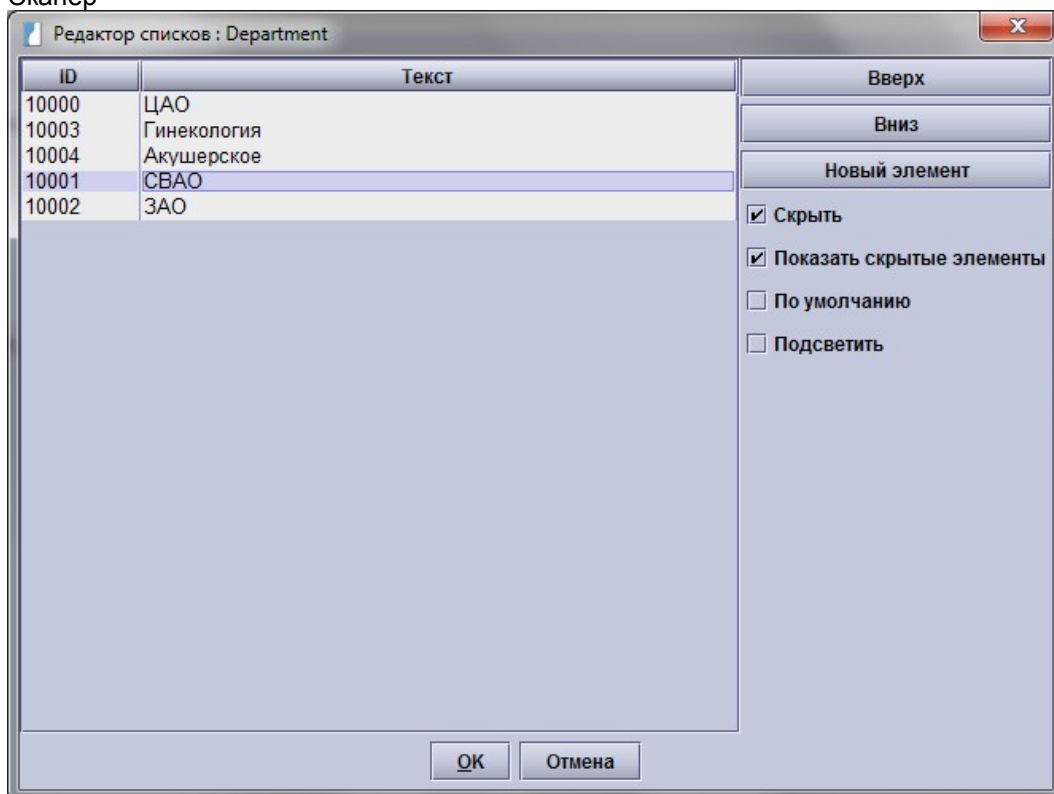 Сканер
Редактор списков : Department
ID Текст
10000 ЦАО
10003 Гинекология
10004 Акушерское
10001 СВАО
10002 ЗАО
Вверх
Вниз
Новый элемент
Скрыть
Показать скрытые элементы
По умолчанию
Подсветить
OK Отмена